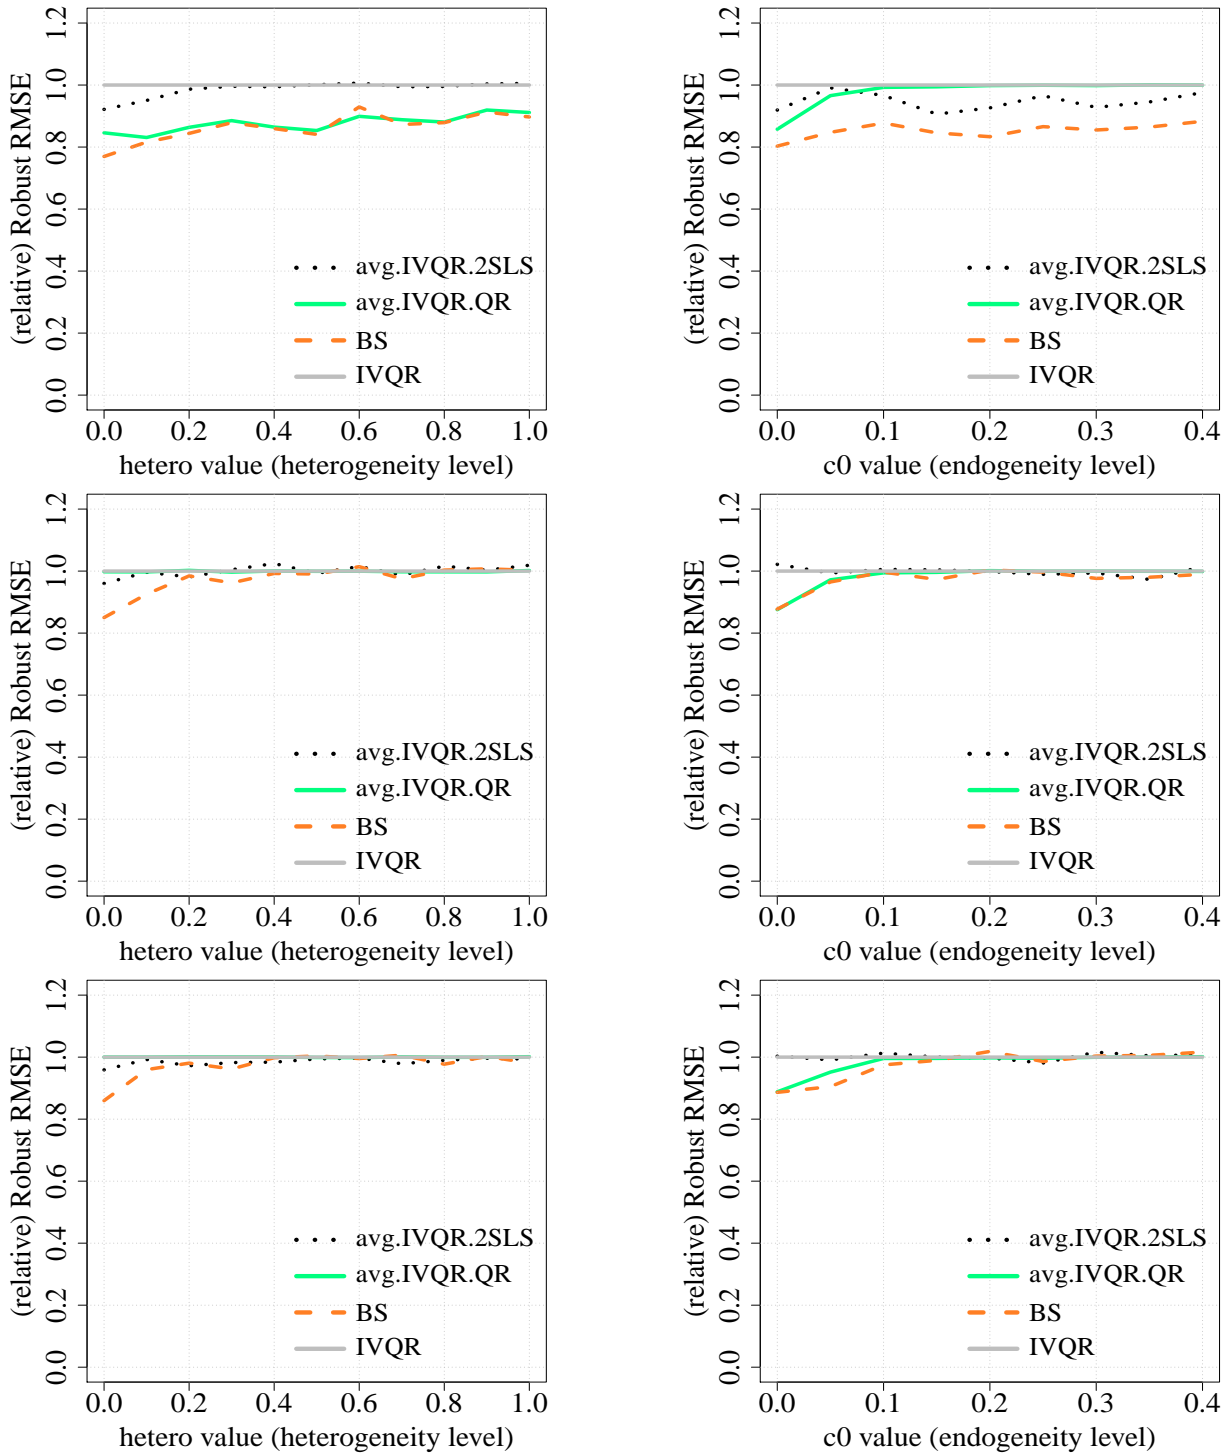 (relative) Robust RMSE
1.2
1.0
0.8
0.6
0.4
0.2
0.0
avg.IVQR.2SLS
avg.IVQR.QR
BS
IVQR
0.0 0.2 0.4 0.6 0.8 1.0
hetero value (heterogeneity level)
(relative) Robust RMSE
1.2
1.0
0.8
0.6
0.4
0.2
0.0
avg.IVQR.2SLS
avg.IVQR.QR
BS
IVQR
0.0 0.1 0.2 0.3 0.4
c0 value (endogeneity level)
(relative) Robust RMSE
1.2
1.0
0.8
0.6
0.4
0.2
0.0
avg.IVQR.2SLS
avg.IVQR.QR
BS
IVQR
0.0 0.2 0.4 0.6 0.8 1.0
hetero value (heterogeneity level)
(relative) Robust RMSE
1.2
1.0
0.8
0.6
0.4
0.2
0.0
avg.IVQR.2SLS
avg.IVQR.QR
BS
IVQR
0.0 0.1 0.2 0.3 0.4
c0 value (endogeneity level)
(relative) Robust RMSE
1.2
1.0
0.8
0.6
0.4
0.2
0.0
avg.IVQR.2SLS
avg.IVQR.QR
BS
IVQR
0.0 0.2 0.4 0.6 0.8 1.0
hetero value (heterogeneity level)
(relative) Robust RMSE
1.2
1.0
0.8
0.6
0.4
0.2
0.0
avg.IVQR.2SLS
avg.IVQR.QR
BS
IVQR
0.0 0.1 0.2 0.3 0.4
c0 value (endogeneity level)